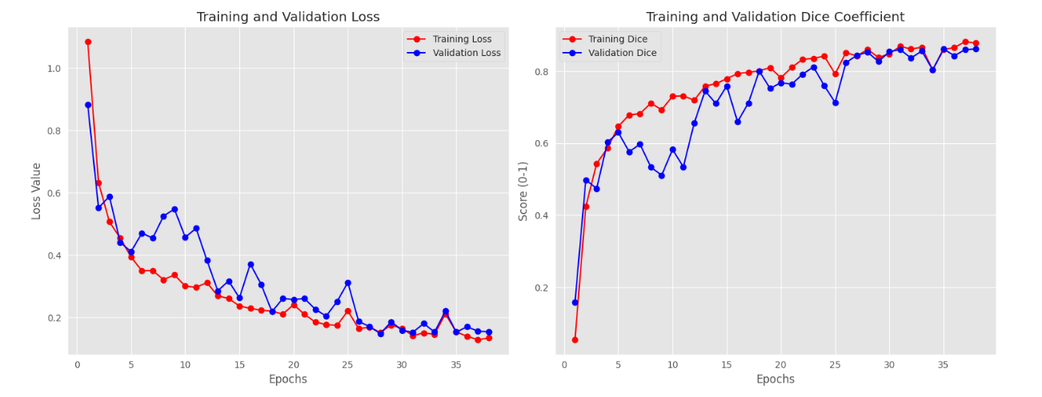 Training and Validation Loss
Training Loss
Validation Loss
Loss Value
1.0
0.8
0.6
0.4
0.2
0 5 10 15 20 25 30 35
Epochs
Training and Validation Dice Coefficient
Training Dice
Validation Dice
Score (0-1)
0.8
0.6
0.4
0.2
0 5 10 15 20 25 30 35
Epochs